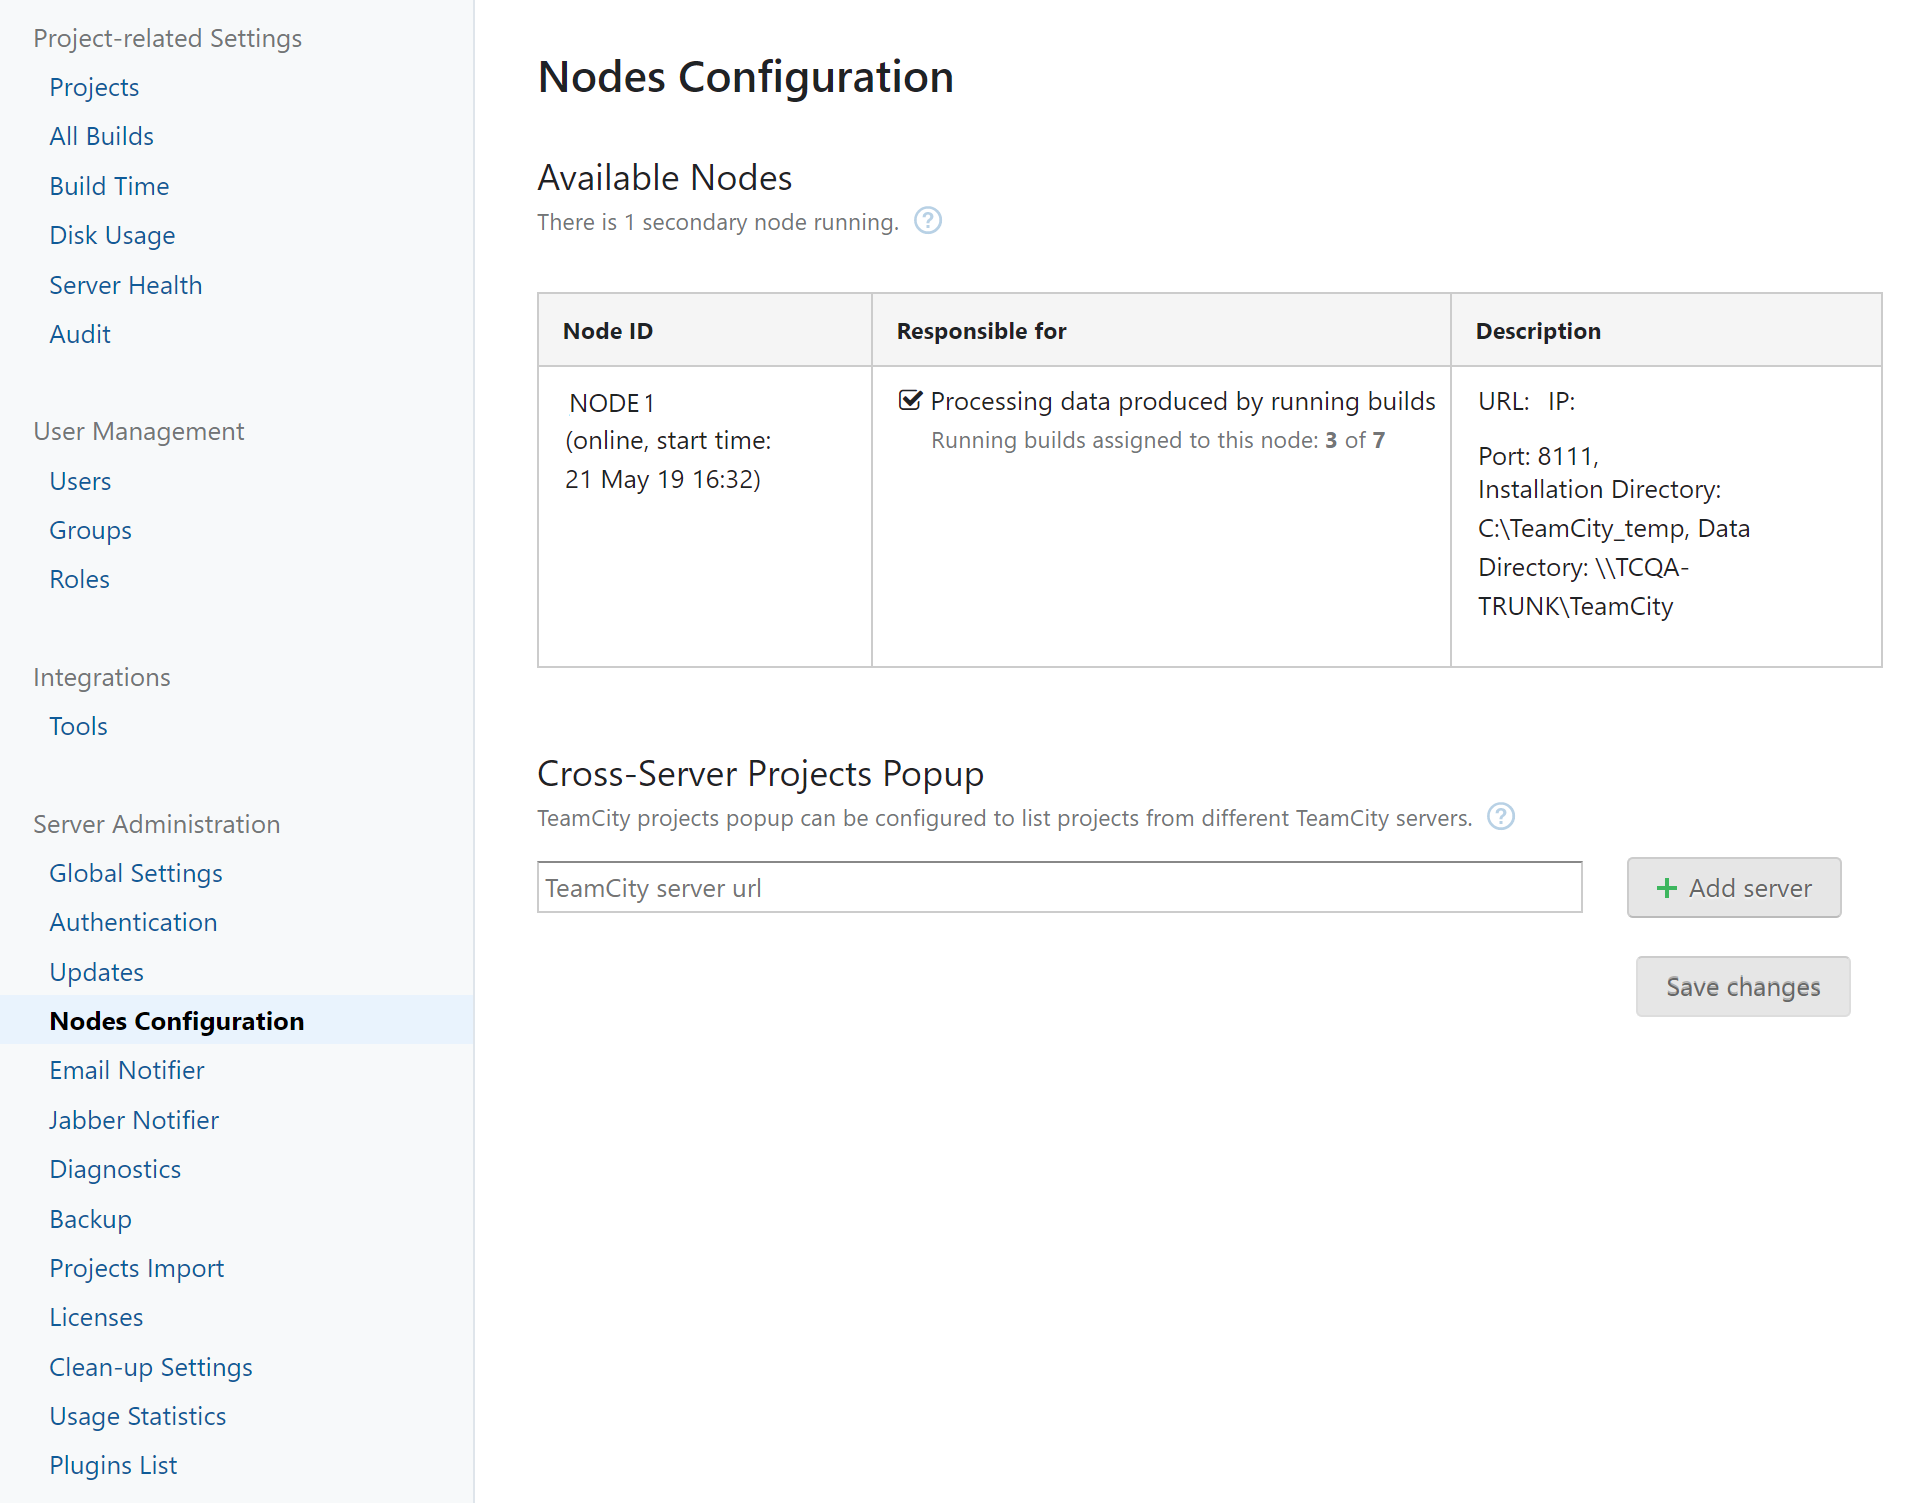 Project-related Settings
Projects
All Builds
Build Time
Disk Usage
Server Health
Audit
User Management
Users
Groups
Roles
Integrations
Tools
Server Administration
Global Settings
Authentication
Updates
Nodes Configuration
Email Notifier
Jabber Notifier
Diagnostics
Backup
Projects Import
Licenses
Clean-up Settings
Usage Statistics
Plugins List
Nodes Configuration
Available Nodes
There is 1 secondary node running. ?
Node ID
Responsible for
Description
NODE1
(online, start time:
21 May 19 16:32)
Processing data produced by running builds
Running builds assigned to this node: 3 of 7
URL: IP:
Port: 8111,
Installation Directory:
C:\TeamCity_temp, Data
Directory: \\TCQA-
TRUNK\TeamCity
Cross-Server Projects Popup
TeamCity projects popup can be configured to list projects from different TeamCity servers. ?
TeamCity server url
Add server
Save changes